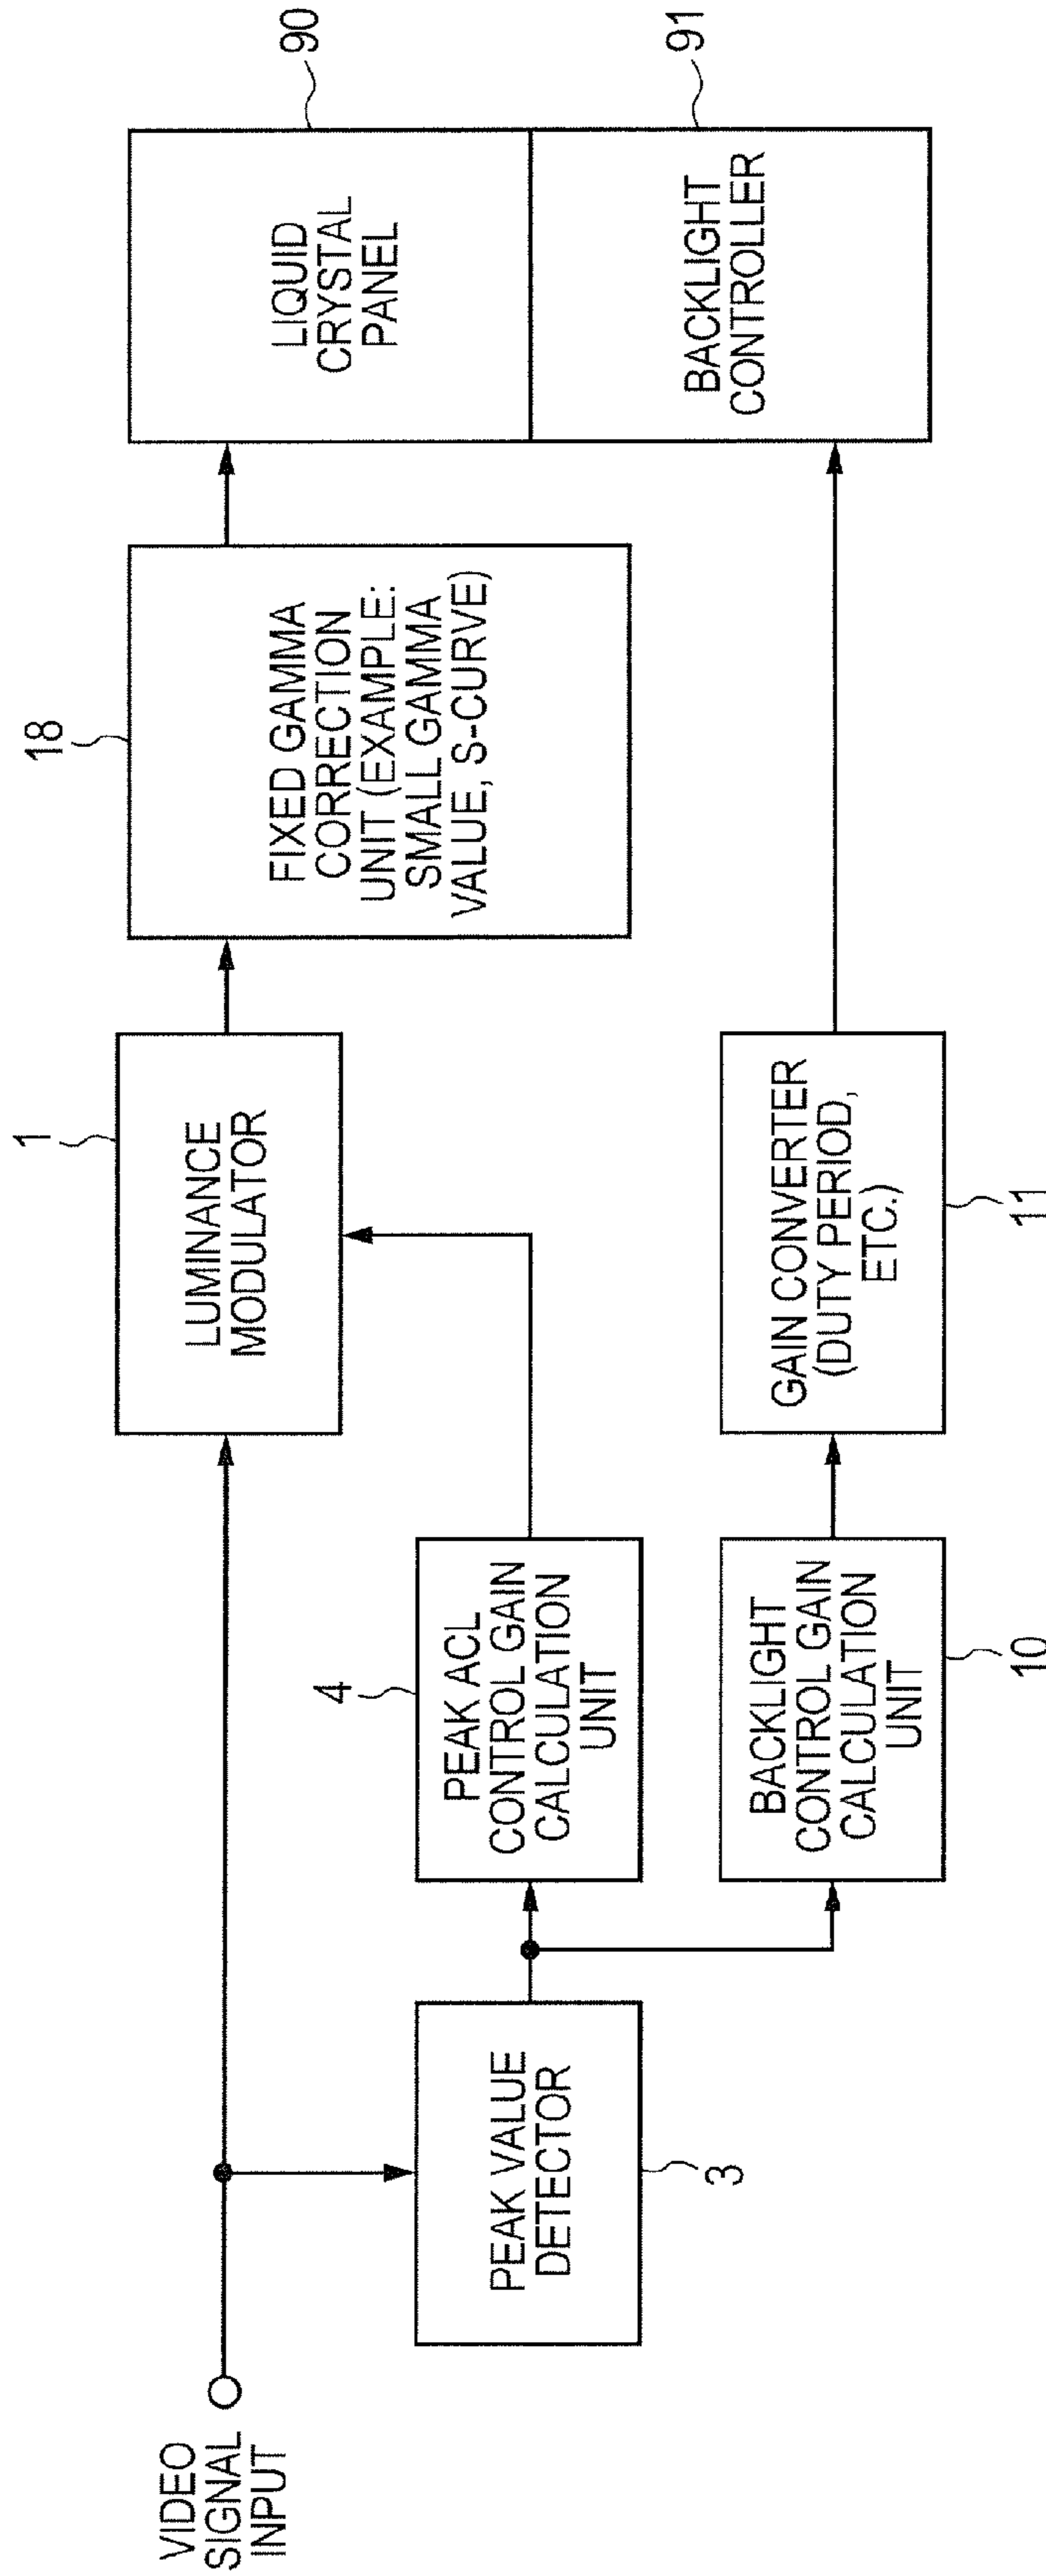 VIDEO
SIGNAL
INPUT
1
LUMINANCE
MODULATOR
18
FIXED GAMMA
CORRECTION
UNIT (EXAMPLE:
SMALL GAMMA
VALUE, S-CURVE)
LIQUID
CRYSTAL
PANEL
90
PEAK VALUE
DETECTOR
3
4
PEAK ACL
CONTROL GAIN
CALCULATION
UNIT
BACKLIGHT
CONTROL GAIN
CALCULATION
UNIT
10
GAIN CONVERTER
(DUTY PERIOD,
ETC.)
11
BACKLIGHT
CONTROLLER
91